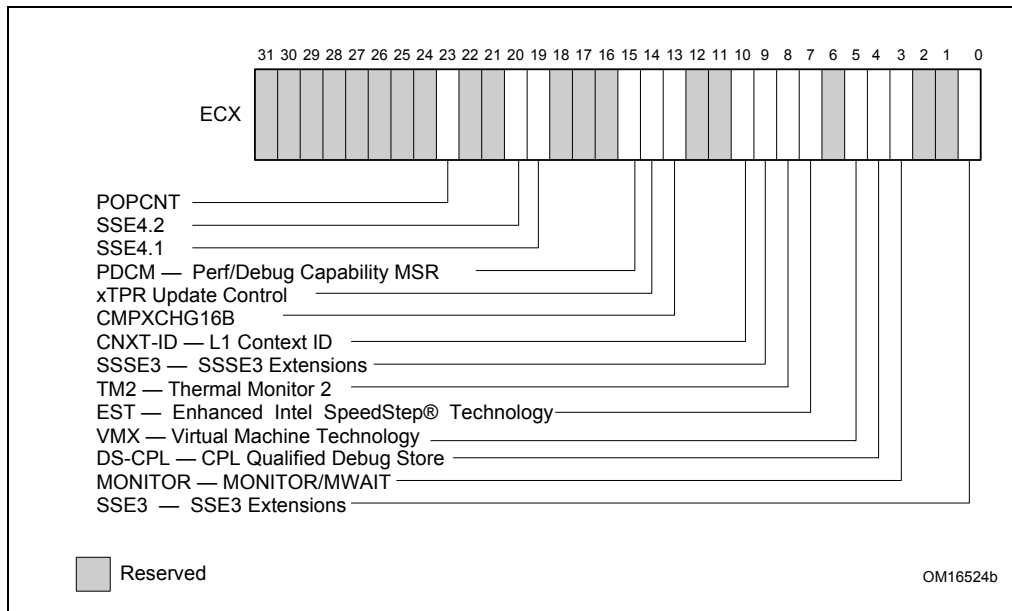 31 30 29 28 27 26 25 24 23 22 21 20 19 18 17 16 15 14 13 12 11 10 9 8 7 6 5 4 3 2 1 0
ECX
POPCNT
SSE4.2
SSE4.1
PDCM — Perf/Debug Capability MSR
xTPR Update Control
CMPXCHG16B
CNXT-ID — L1 Context ID
SSSE3 — SSSE3 Extensions
TM2 — Thermal Monitor 2
EST — Enhanced Intel SpeedStep® Technology
VMX — Virtual Machine Technology
DS-CPL — CPL Qualified Debug Store
MONITOR — MONITOR/MWAIT
SSE3 — SSE3 Extensions
Reserved
OM16524b